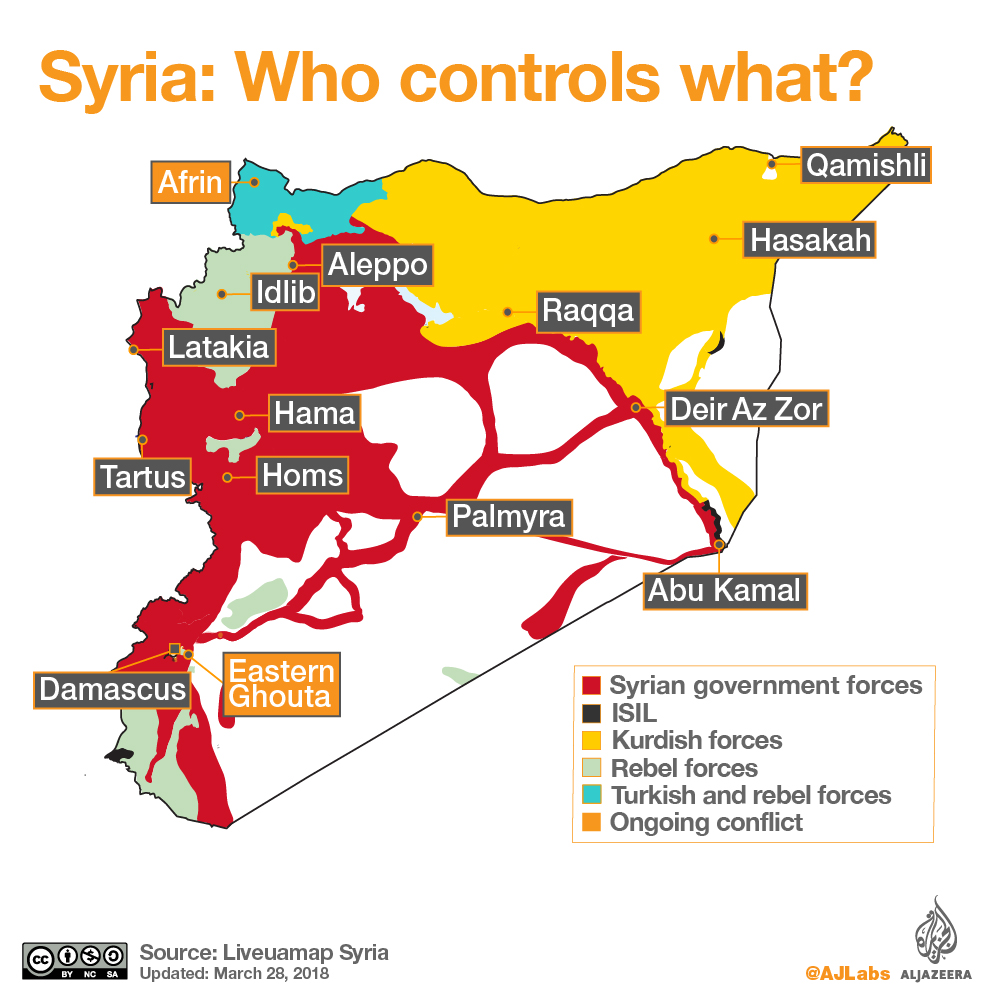 Syria: Who controls what?
Afrin
Qamishli
Hasakah
Aleppo
Idlib
Raqqa
Latakia
Deir Az Zor
Hama
Tartus
Homs
Palmyra
Abu Kamal
Damascus
Eastern
Ghouta
Syrian government forces
ISIL
Kurdish forces
Rebel forces
Turkish and rebel forces
Ongoing conflict
cc
BY NC SA
Source: Liveuamap Syria
Updated: March 28, 2018
@AJLabs
ALJAZEERA